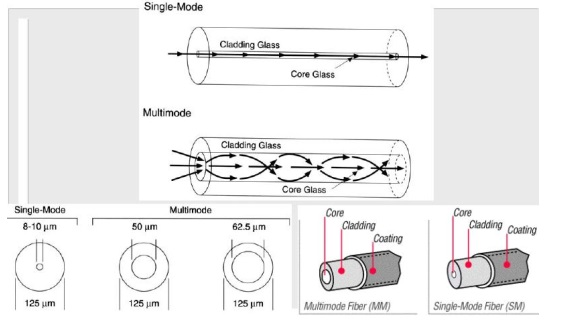 Single-Mode
Cladding Glass
Core Glass
Multimode
Cladding Glass
Core Glass
Single-Mode Multimode
8-10 µm 50 µm 62.5 µm
125 µm 125 µm 125 µm
Core
Cladding
Coating
Multimode Fiber (MM)
Core
Cladding
Coating
Single-Mode Fiber (SM)